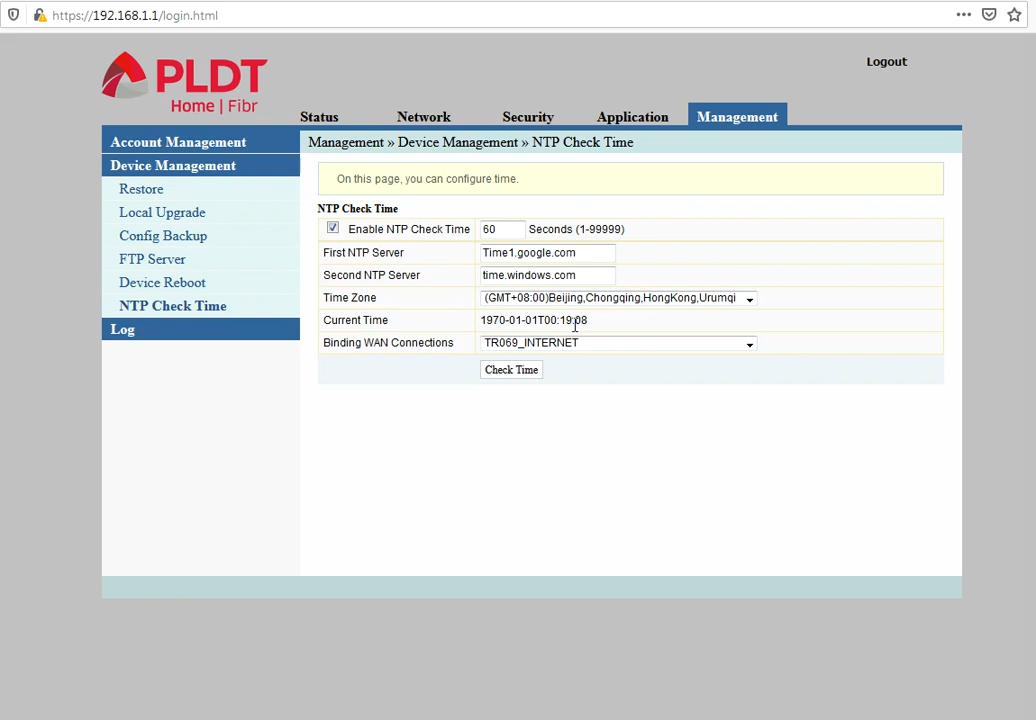 https://192.168.1.1/login.html
Logout
PLDT
Home | Fibr
Status Network Security Application Management
Account Management
Device Management
Restore
Local Upgrade
Config Backup
FTP Server
Device Reboot
NTP Check Time
Log
Management » Device Management » NTP Check Time
On this page, you can configure time.
NTP Check Time
Enable NTP Check Time 60 Seconds (1-99999)
First NTP Server Time1.google.com
Second NTP Server time.windows.com
Time Zone (GMT+08:00)Beijing,Chongqing,HongKong,Urumqi
Current Time 1970-01-01T00:19:08
Binding WAN Connections TR069_INTERNET
Check Time